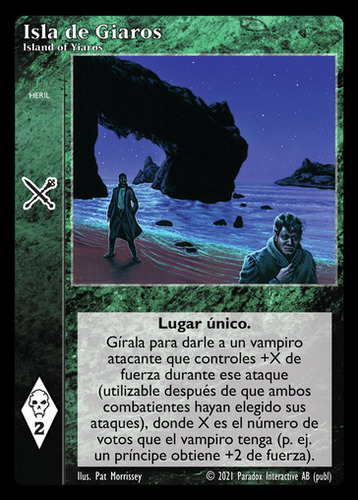 Isla de Giaros
Island of Yiaros
HERIL
Lugar único.
Gírala para darle a un vampiro
atacante que controles +X de
fuerza durante ese ataque
(utilizable después de que ambos
combatientes hayan elegido sus
ataques), donde X es el número de
votos que el vampiro tenga (p. ej.
un príncipe obtiene +2 de fuerza).
2
Ilus. Pat Morrissey © 2021 Paradox Interactive AB (publ)